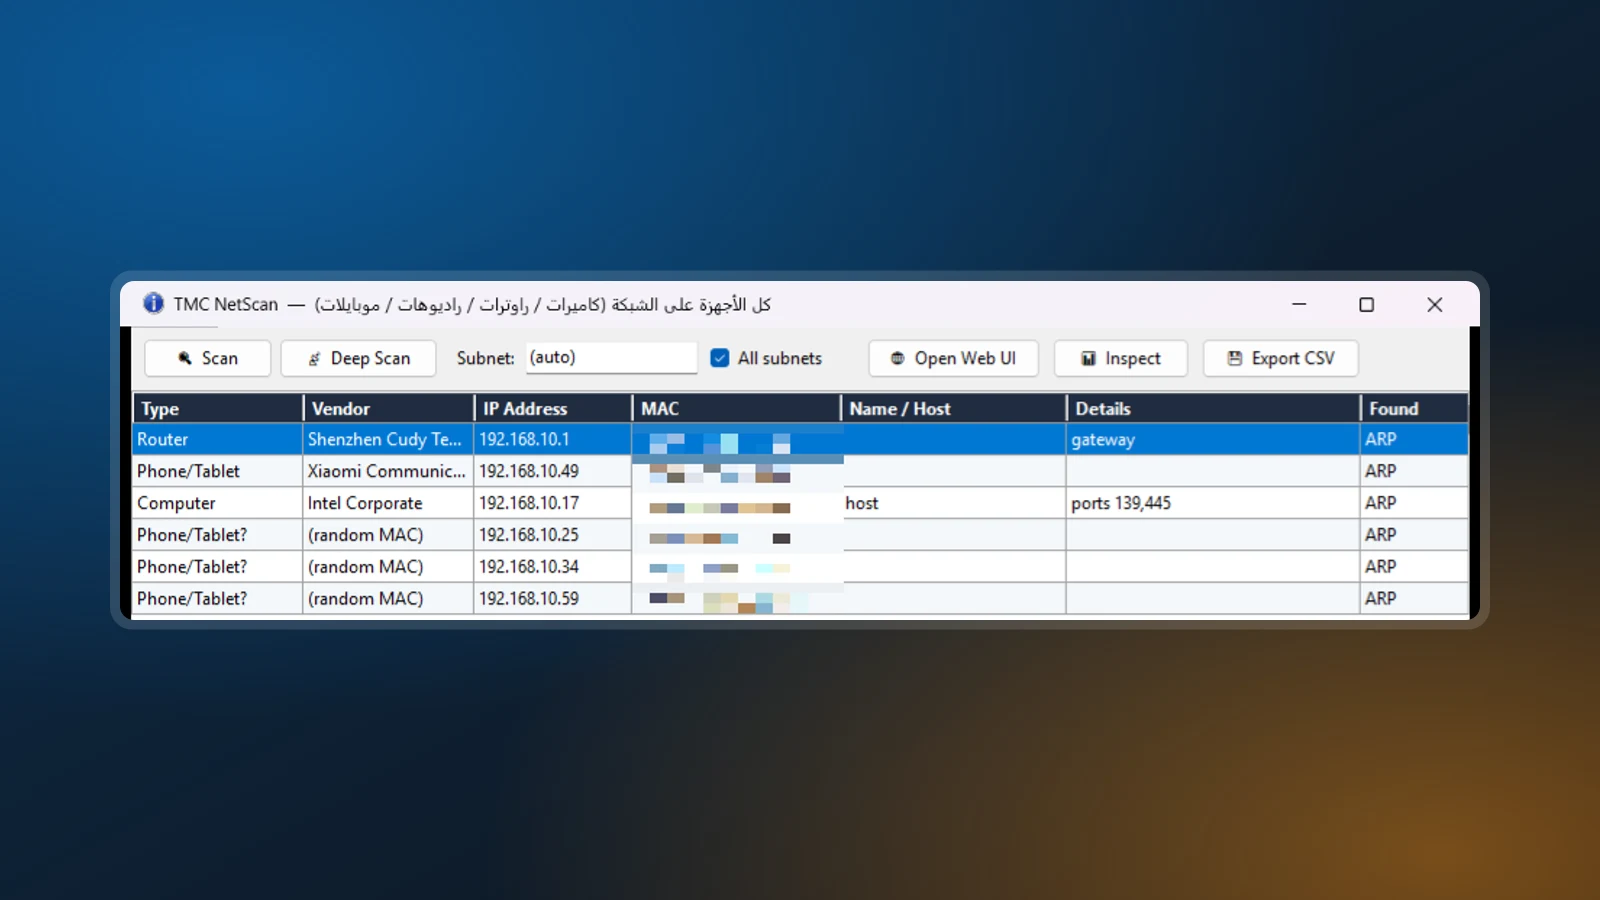 TMC NetScan — كل الأجهزة على الشبكة (كاميرات / راوترات / راديوهات / موبايلات)
Scan Deep Scan Subnet: (auto) All subnets Open Web UI Inspect Export CSV
Type Vendor IP Address MAC Name / Host Details Found
Router Shenzhen Cudy Te... 192.168.10.1 gateway ARP
Phone/Tablet Xiaomi Communic... 192.168.10.49 ARP
Computer Intel Corporate 192.168.10.17 host ports 139,445 ARP
Phone/Tablet? (random MAC) 192.168.10.25 ARP
Phone/Tablet? (random MAC) 192.168.10.34 ARP
Phone/Tablet? (random MAC) 192.168.10.59 ARP